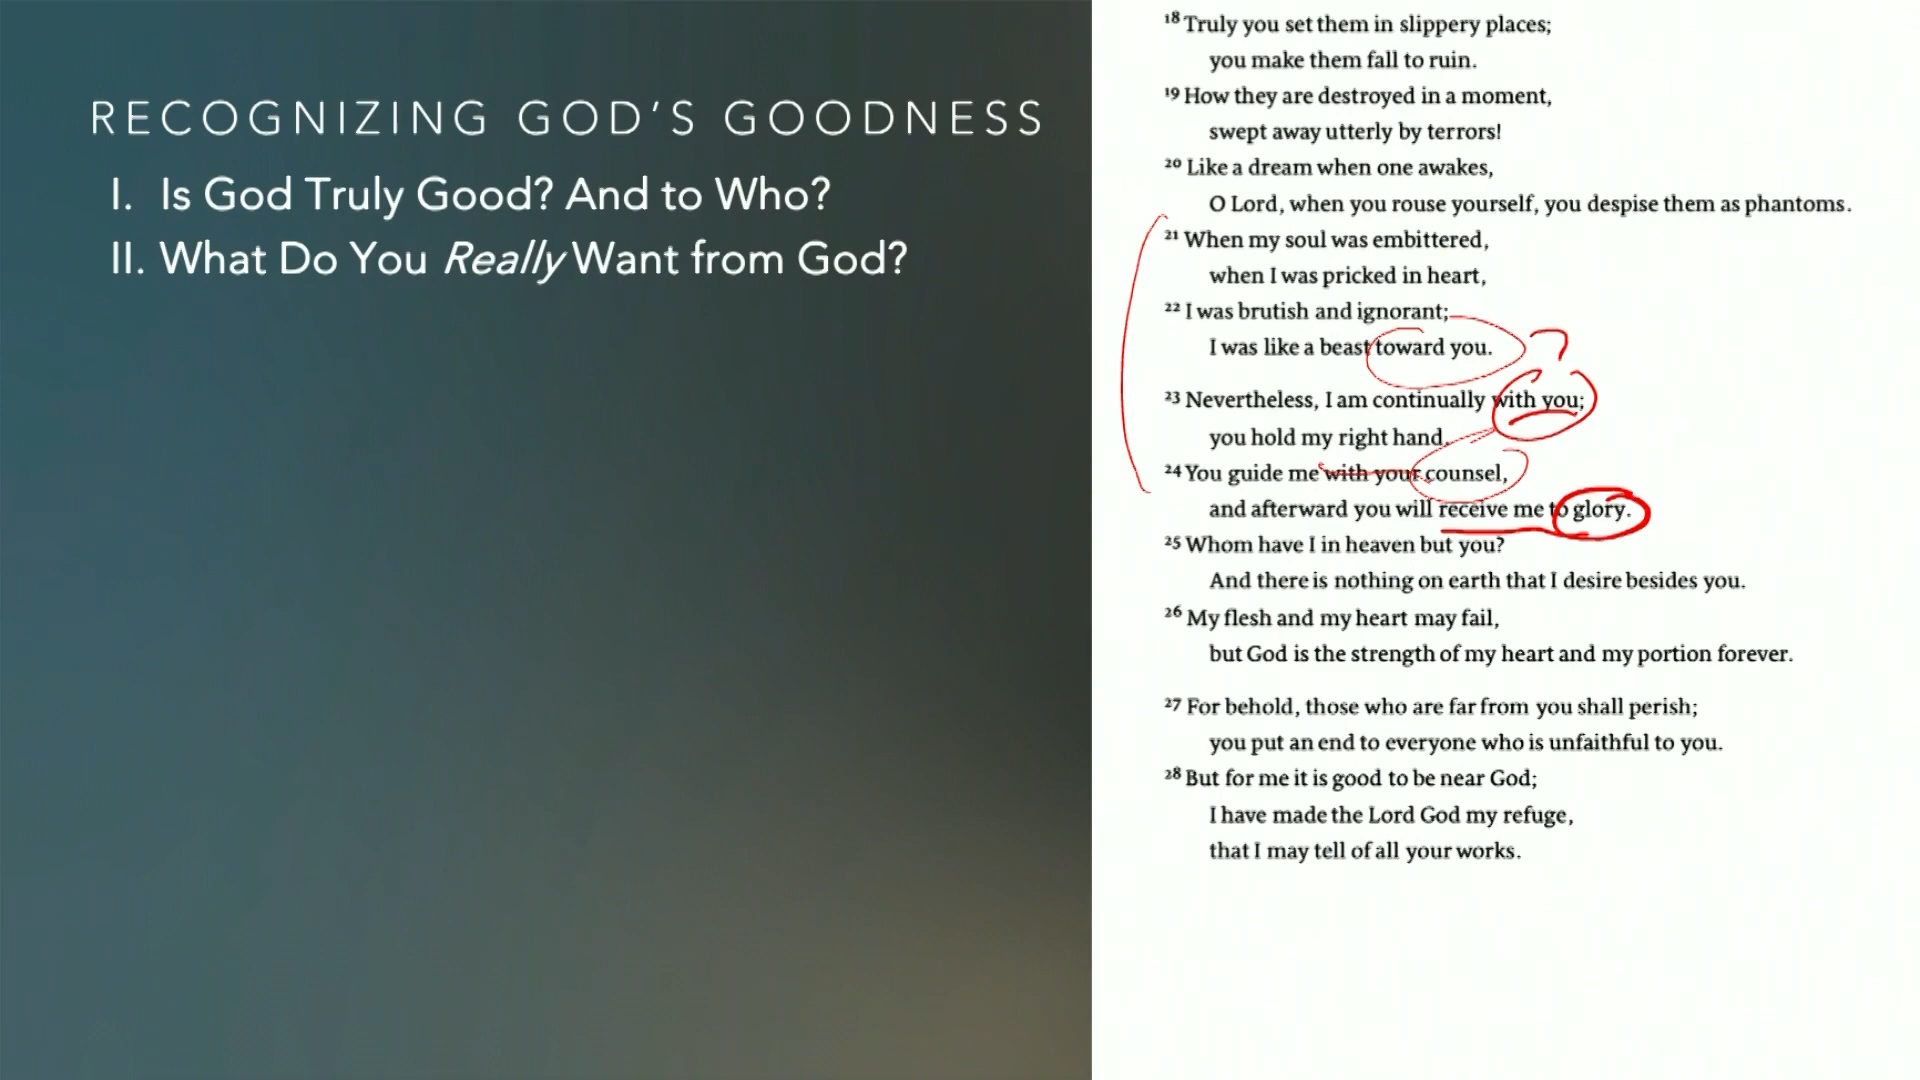 RECOGNIZING GOD'S GOODNESS
I. Is God Truly Good? And to Who?
II. What Do You Really Want from God?
18 Truly you set them in slippery places;
you make them fall to ruin.
19 How they are destroyed in a moment,
swept away utterly by terrors!
20 Like a dream when one awakes,
O Lord, when you rouse yourself, you despise them as phantoms.
21 When my soul was embittered,
when I was pricked in heart,
22 I was brutish and ignorant;
I was like a beast toward you.
23 Nevertheless, I am continually with you;
you hold my right hand.
24 You guide me with your counsel,
and afterward you will receive me to glory.
25 Whom have I in heaven but you?
And there is nothing on earth that I desire besides you.
26 My flesh and my heart may fail,
but God is the strength of my heart and my portion forever.
27 For behold, those who are far from you shall perish;
you put an end to everyone who is unfaithful to you.
28 But for me it is good to be near God;
I have made the Lord God my refuge,
that I may tell of all your works.